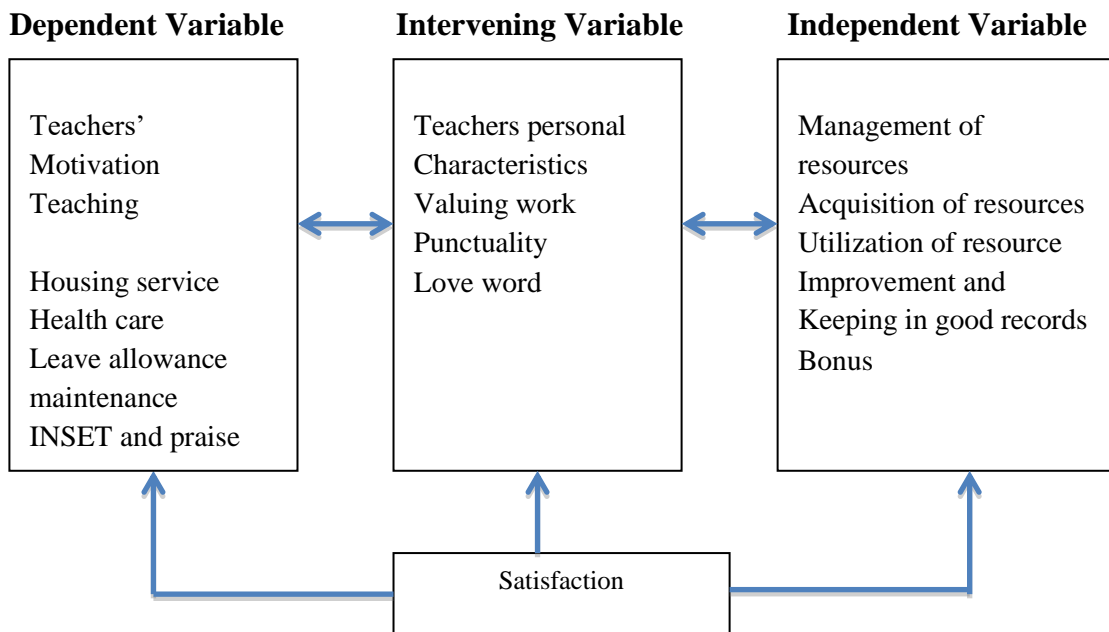 Dependent Variable
Intervening Variable
Independent Variable
Teachers’
Motivation
Teaching
Housing service
Health care
Leave allowance
maintenance
INSET and praise
Teachers personal
Characteristics
Valuing work
Punctuality
Love word
Management of
resources
Acquisition of resources
Utilization of resource
Improvement and
Keeping in good records
Bonus
Satisfaction